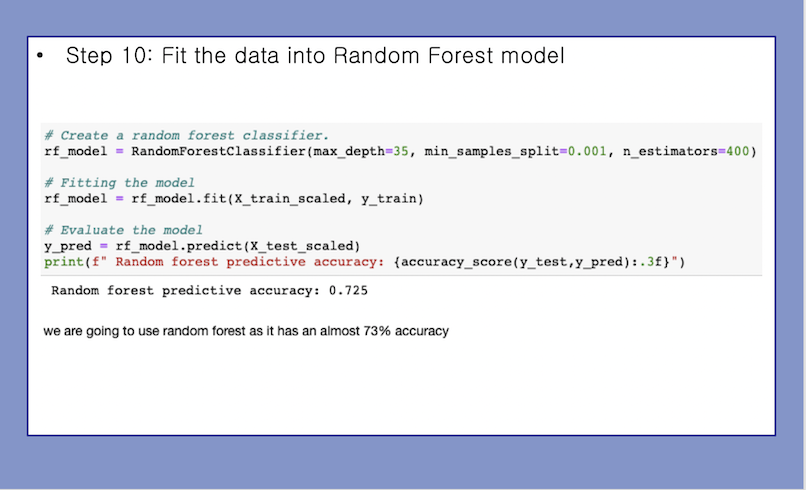 • Step 10: Fit the data into Random Forest model
# Create a random forest classifier.
rf_model = RandomForestClassifier(max_depth=35, min_samples_split=0.001, n_estimators=400)
# Fitting the model
rf_model = rf_model.fit(X_train_scaled, y_train)
# Evaluate the model
y_pred = rf_model.predict(X_test_scaled)
print(f" Random forest predictive accuracy: {accuracy_score(y_test,y_pred):.3f}")
Random forest predictive accuracy: 0.725
we are going to use random forest as it has an almost 73% accuracy